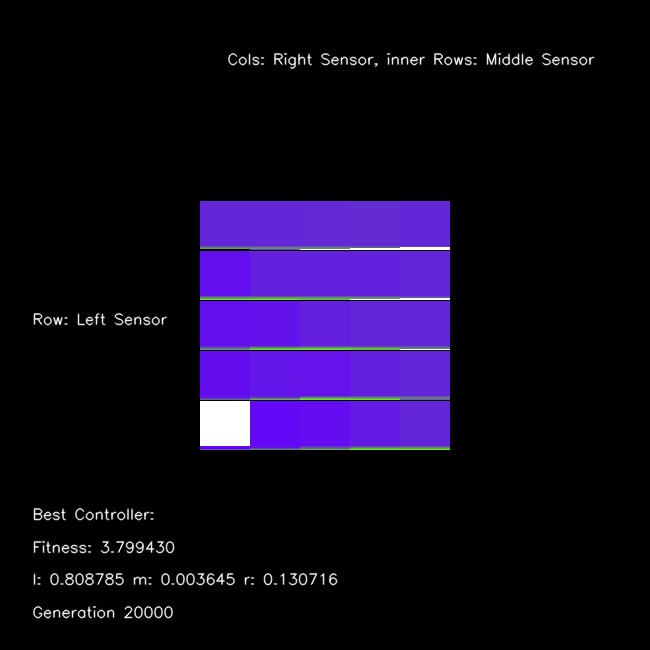 Cols: Right Sensor, inner Rows: Middle Sensor
Row: Left Sensor
Best Controller:
Fitness: 3.799430
l: 0.808785 m: 0.003645 r: 0.130716
Generation 20000